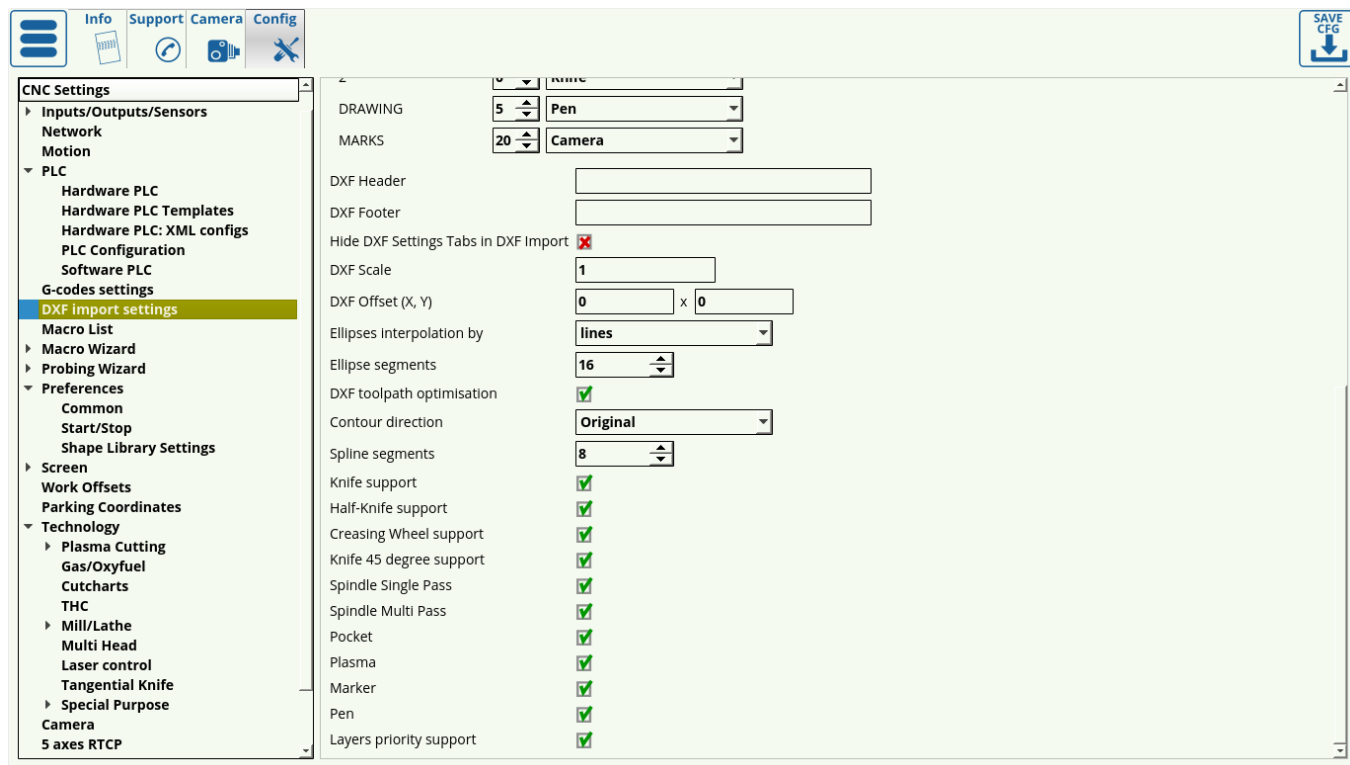 Info Support Camera Config
SAVE
CFG
CNC Settings
Inputs/Outputs/Sensors
Network
Motion
PLC
Hardware PLC
Hardware PLC Templates
Hardware PLC: XML configs
PLC Configuration
Software PLC
G-codes settings
DXF import settings
Macro List
Macro Wizard
Probing Wizard
Preferences
Common
Start/Stop
Shape Library Settings
Screen
Work Offsets
Parking Coordinates
Technology
Plasma Cutting
Gas/Oxyfuel
Cutcharts
THC
Mill/Lathe
Multi Head
Laser control
Tangential Knife
Special Purpose
Camera
5 axes RTCP
DRAWING 5 Pen
MARKS 20 Camera
DXF Header
DXF Footer
Hide DXF Settings Tabs in DXF Import
DXF Scale 1
DXF Offset (X, Y) 0 x 0
Ellipses interpolation by lines
Ellipse segments 16
DXF toolpath optimisation
Contour direction Original
Spline segments 8
Knife support
Half-Knife support
Creasing Wheel support
Knife 45 degree support
Spindle Single Pass
Spindle Multi Pass
Pocket
Plasma
Marker
Pen
Layers priority support